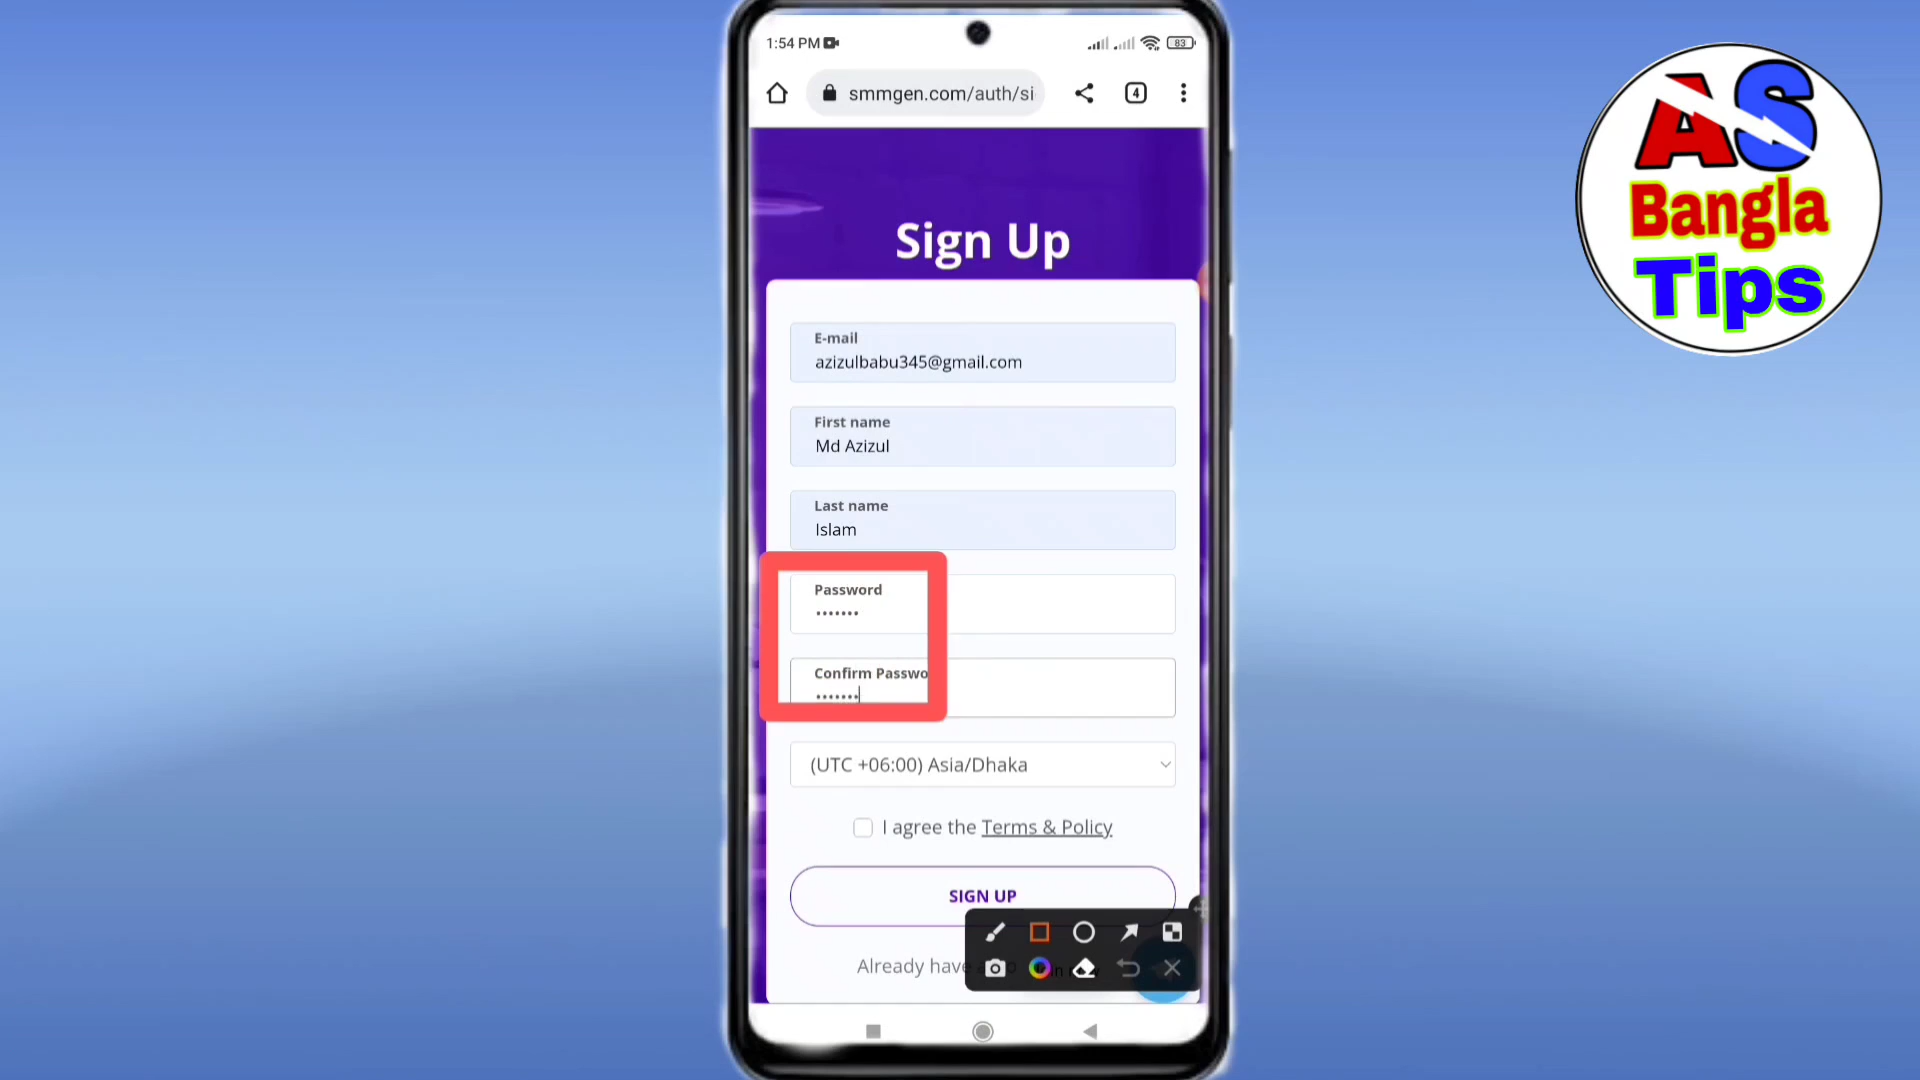 1:54 PM
83
smmgen.com/auth/si
4
AS
Bangla
Tips
Sign Up
E-mail
azizulbabu345@gmail.com
First name
Md Azizul
Last name
Islam
Password
•••••••
Confirm Passwo
•••••••
(UTC +06:00) Asia/Dhaka
I agree the Terms & Policy
SIGN UP
Already have